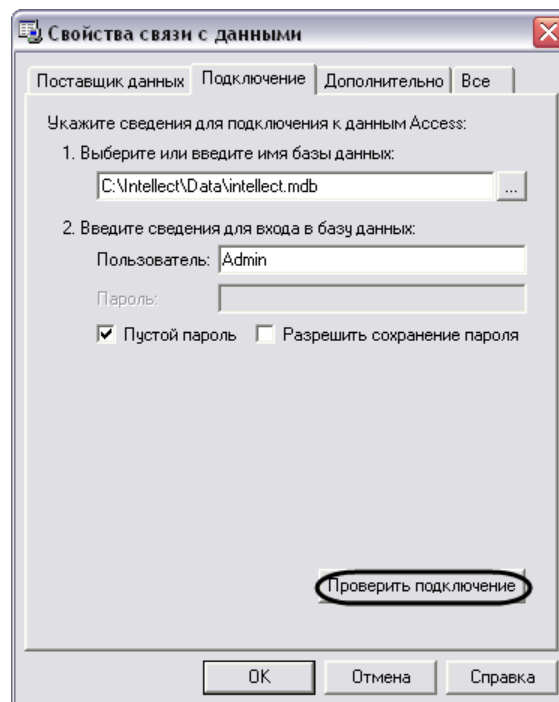 Свойства связи с данными
Поставщик данных Подключение Дополнительно Все
Укажите сведения для подключения к данным Access:
1. Выберите или введите имя базы данных:
C:\Intellect\Data\intellect.mdb ...
2. Введите сведения для входа в базу данных:
Пользователь: Admin
Пароль:
Пустой пароль Разрешить сохранение пароля
Проверить подключение
OK Отмена Справка